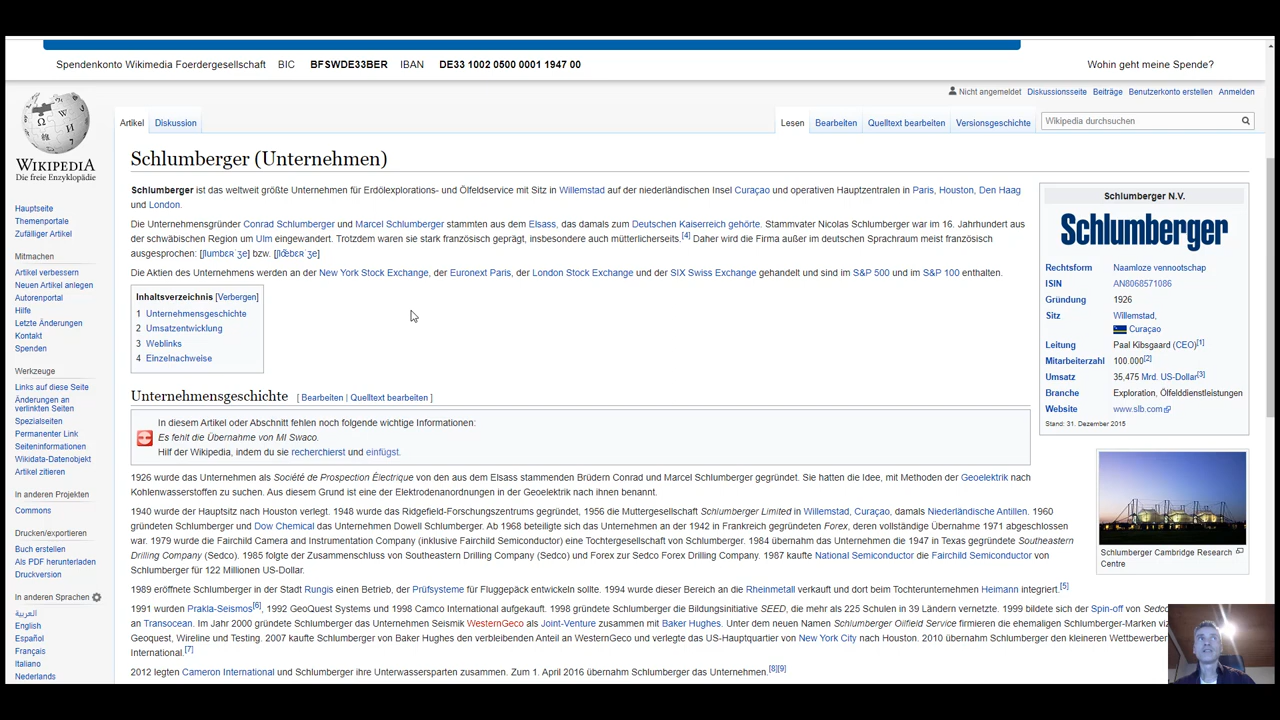 Spendenkonto Wikimedia Foerdergesellschaft BIC BFSWDE33BER IBAN DE33 1002 0500 0001 1947 00 Wohin geht meine Spende?
Nicht angemeldet Diskussionsseite Beiträge Benutzerkonto erstellen Anmelden
Artikel Diskussion Lesen Bearbeiten Quelltext bearbeiten Versionsgeschichte Wikipedia durchsuchen
WIKIPEDIA
Die freie Enzyklopädie
Hauptseite
Themenportale
Zufälliger Artikel
Mitmachen
Artikel verbessern
Neuen Artikel anlegen
Autorenportal
Hilfe
Letzte Änderungen
Kontakt
Spenden
Werkzeuge
Links auf diese Seite
Änderungen an
verlinkten Seiten
Spezialseiten
Permanenter Link
Seiteninformationen
Wikidata-Datenobjekt
Artikel zitieren
In anderen Projekten
Commons
Drucken/exportieren
Buch erstellen
Als PDF herunterladen
Druckversion
In anderen Sprachen
العربية
English
Español
Français
Italiano
Nederlands
Schlumberger (Unternehmen)
Schlumberger ist das weltweit größte Unternehmen für Erdölexplorations- und Ölfeldservice mit Sitz in Willemstad auf der niederländischen Insel Curaçao und operativen Hauptzentralen in Paris, Houston, Den Haag
und London.
Die Unternehmensgründer Conrad Schlumberger und Marcel Schlumberger stammten aus dem Elsass, das damals zum Deutschen Kaiserreich gehörte. Stammvater Nicolas Schlumberger war im 16. Jahrhundert aus
der schwäbischen Region um Ulm eingewandert. Trotzdem waren sie stark französisch geprägt, insbesondere auch mütterlicherseits.[4] Daher wird die Firma außer im deutschen Sprachraum meist französisch
ausgesprochen: [ʃlumbɛʀ ʒe] bzw. [ʃlœ̃bɛʀ ʒe]
Die Aktien des Unternehmens werden an der New York Stock Exchange, der Euronext Paris, der London Stock Exchange und der SIX Swiss Exchange gehandelt und sind im S&P 500 und im S&P 100 enthalten.
Inhaltsverzeichnis [Verbergen]
1 Unternehmensgeschichte
2 Umsatzentwicklung
3 Weblinks
4 Einzelnachweise
Unternehmensgeschichte [ Bearbeiten | Quelltext bearbeiten ]
In diesem Artikel oder Abschnitt fehlen noch folgende wichtige Informationen:
Es fehlt die Übernahme von MI Swaco.
Hilf der Wikipedia, indem du sie recherchierst und einfügst.
1926 wurde das Unternehmen als Société de Prospection Électrique von den aus dem Elsass stammenden Brüdern Conrad und Marcel Schlumberger gegründet. Sie hatten die Idee, mit Methoden der Geoelektrik nach
Kohlenwasserstoffen zu suchen. Aus diesem Grund ist eine der Elektrodenanordnungen in der Geoelektrik nach ihnen benannt.
1940 wurde der Hauptsitz nach Houston verlegt. 1948 wurde das Ridgefield-Forschungszentrums gegründet, 1956 die Muttergesellschaft Schlumberger Limited in Willemstad, Curaçao, damals Niederländische Antillen. 1960
gründeten Schlumberger und Dow Chemical das Unternehmen Dowell Schlumberger. Ab 1968 beteiligte sich das Unternehmen an der 1942 in Frankreich gegründeten Forex, deren vollständige Übernahme 1971 abgeschlossen
war. 1979 wurde die Fairchild Camera and Instrumentation Company (inklusive Fairchild Semiconductor) eine Tochtergesellschaft von Schlumberger. 1984 übernahm das Unternehmen die 1947 in Texas gegründete Southeastern
Drilling Company (Sedco). 1985 folgte der Zusammenschluss von Southeastern Drilling Company (Sedco) und Forex zur Sedco Forex Drilling Company. 1987 kaufte National Semiconductor die Fairchild Semiconductor von
Schlumberger für 122 Millionen US-Dollar.
1989 eröffnete Schlumberger in der Stadt Rungis einen Betrieb, der Prüfsysteme für Fluggepäck entwickeln sollte. 1994 wurde dieser Bereich an die Rheinmetall verkauft und dort beim Tochterunternehmen Heimann integriert.[5]
1991 wurden Prakla-Seismos[6], 1992 GeoQuest Systems und 1998 Camco International aufgekauft. 1998 gründete Schlumberger die Bildungsinitiative SEED, die mehr als 225 Schulen in 39 Ländern vernetzte. 1999 bildete sich der Spin-off von Sedco
an Transocean. Im Jahr 2000 gründete Schlumberger das Unternehmen Seismik WesternGeco als Joint-Venture zusammen mit Baker Hughes. Unter dem neuen Namen Schlumberger Oilfield Service firmieren die ehemaligen Schlumberger-Marken
Geoquest, Wireline und Testing. 2007 kaufte Schlumberger von Baker Hughes den verbleibenden Anteil an WesternGeco und verlegte das US-Hauptquartier von New York City nach Houston. 2010 übernahm Schlumberger den kleineren Wettbewerber
International.[7]
2012 legten Cameron International und Schlumberger ihre Unterwassersparten zusammen. Zum 1. April 2016 übernahm Schlumberger das Unternehmen.[8][9]
Schlumberger N.V.
Schlumberger
Rechtsform Naamloze vennootschap
ISIN AN8068571086
Gründung 1926
Sitz Willemstad,
Curaçao
Leitung Paal Kibsgaard (CEO)[1]
Mitarbeiterzahl 100.000[2]
Umsatz 35,475 Mrd. US-Dollar[3]
Branche Exploration, Ölfelddienstleistungen
Website www.slb.com
Stand: 31. Dezember 2015
Schlumberger Cambridge Research
Centre